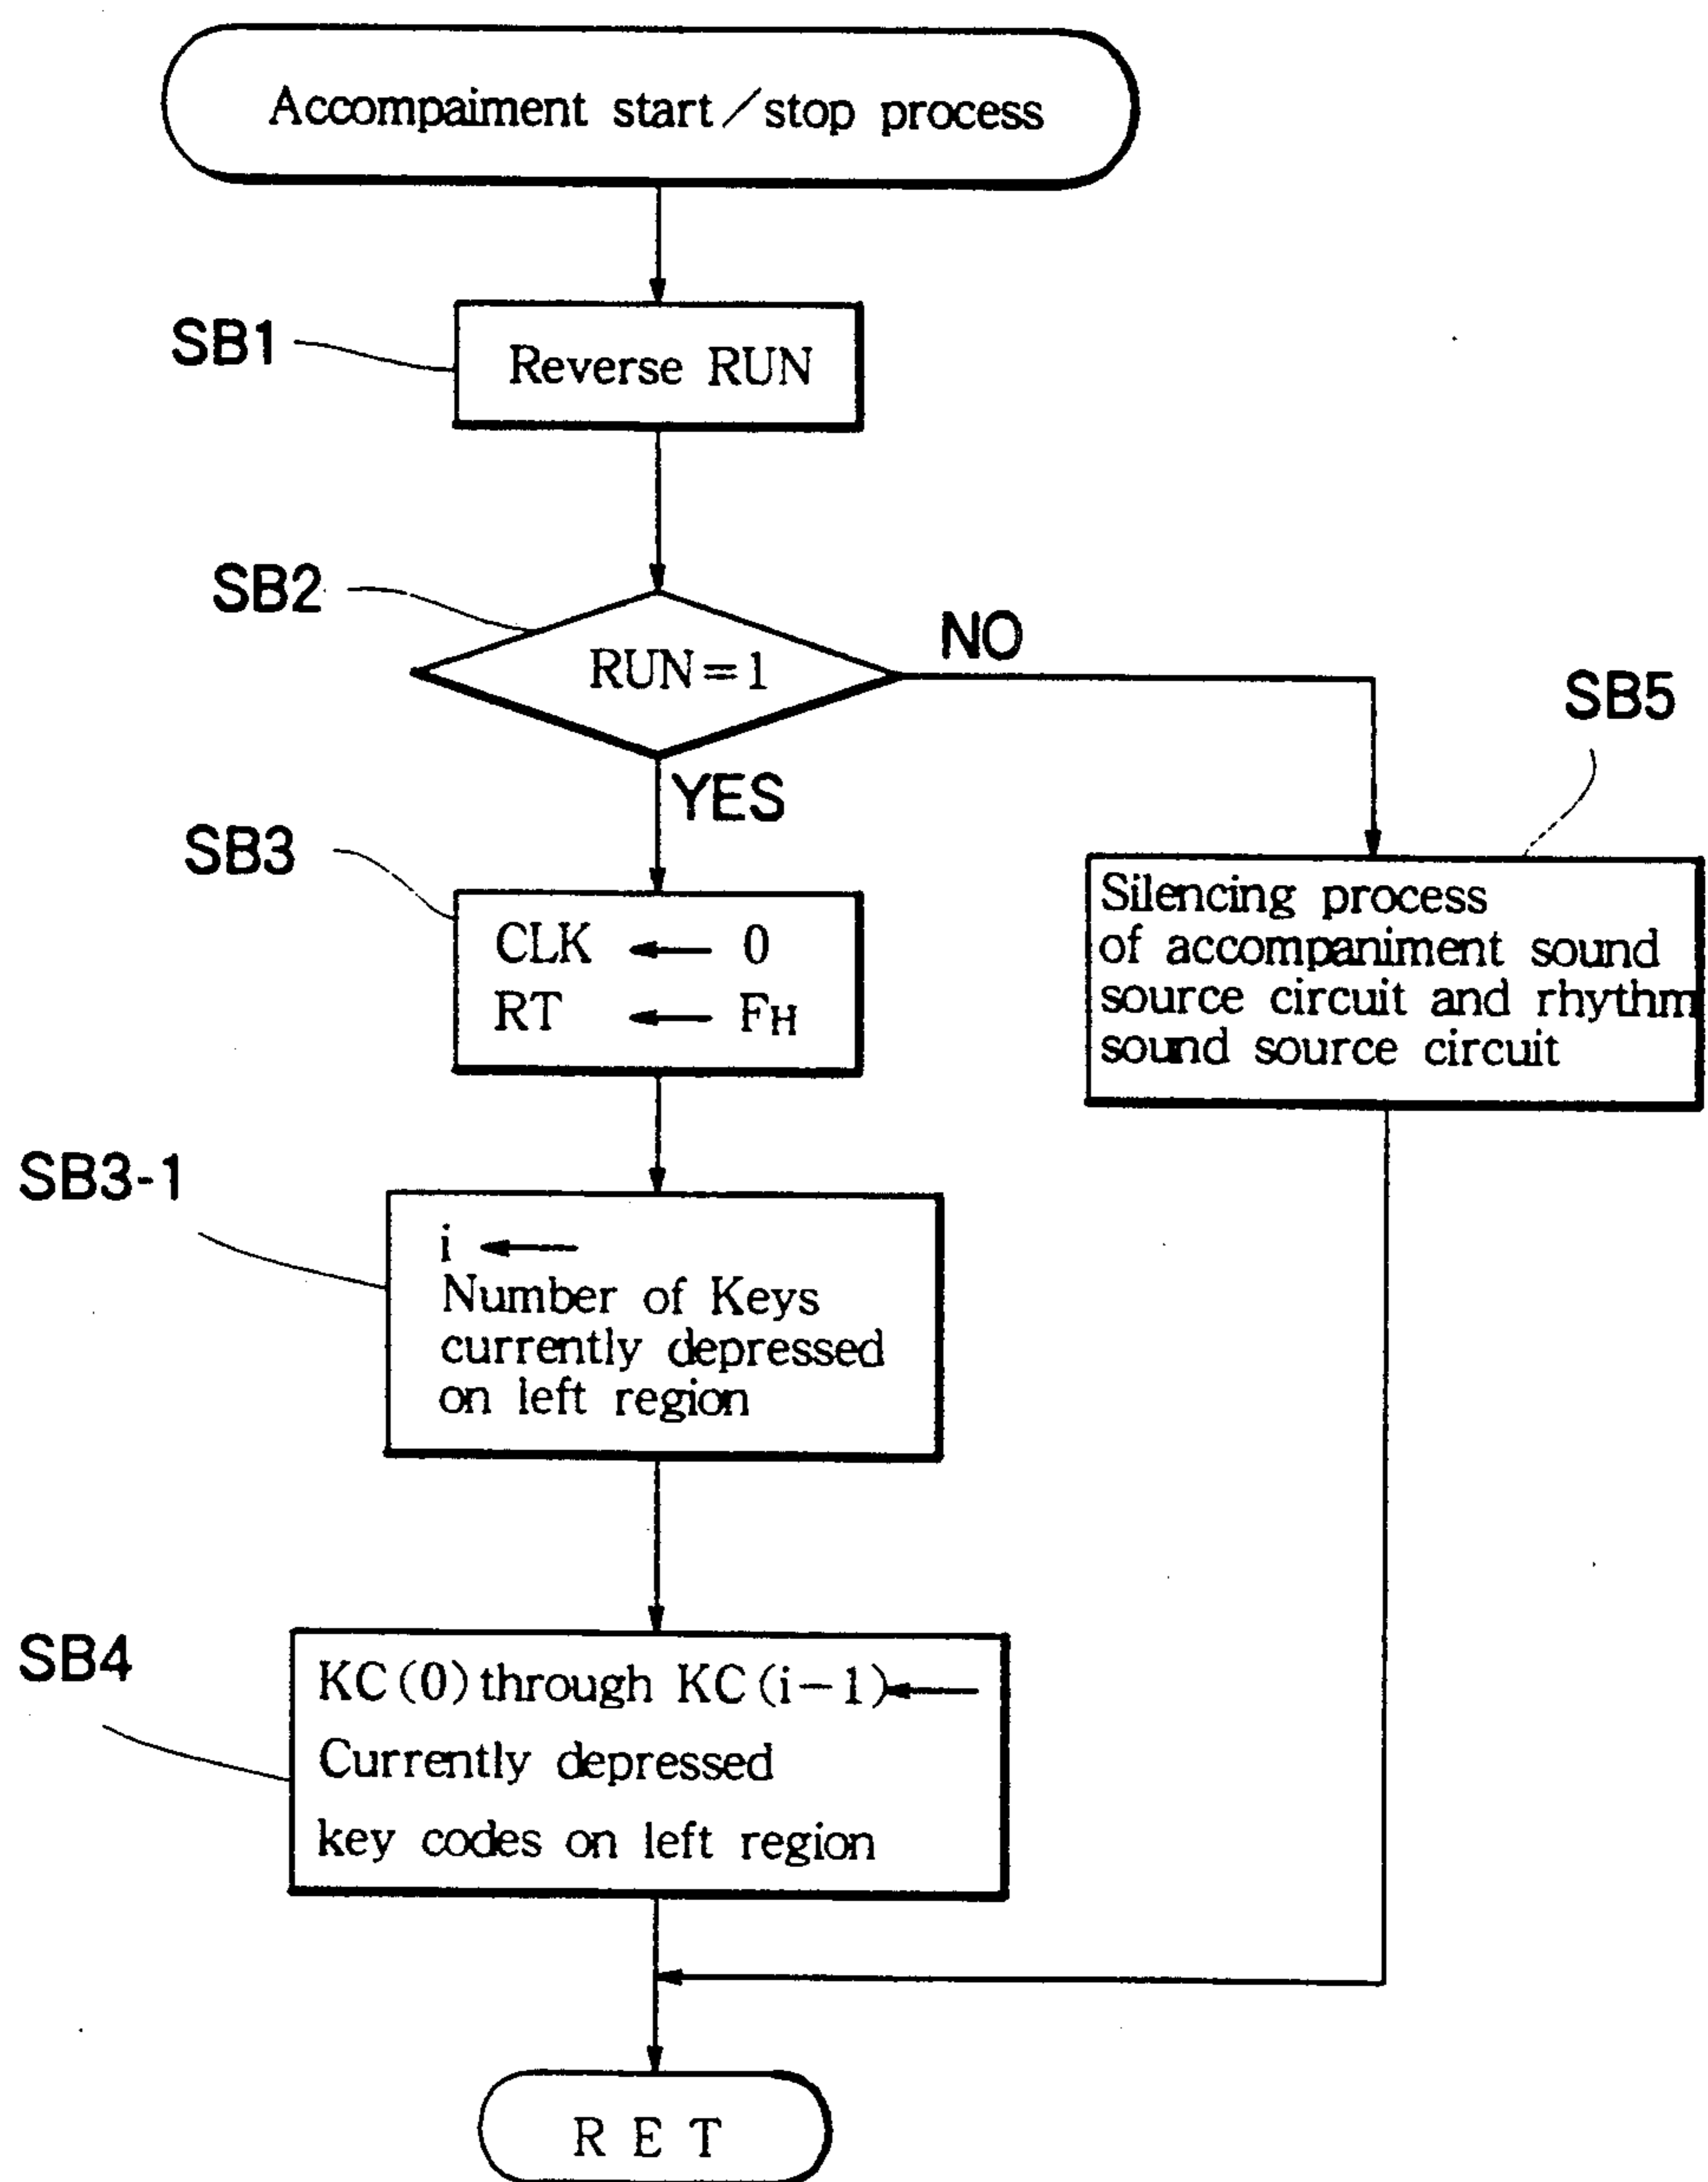 Accompaiment start/stop process
SB1
Reverse RUN
SB2
RUN=1
NO
YES
SB5
SB3
CLK ← 0
RT ← FH
Silencing process
of accompaniment sound
source circuit and rhythm
sound source circuit
SB3-1
i ←
Number of Keys
currently depressed
on left region
SB4
KC(0) through KC(i-1) ←
Currently depressed
key codes on left region
R E T